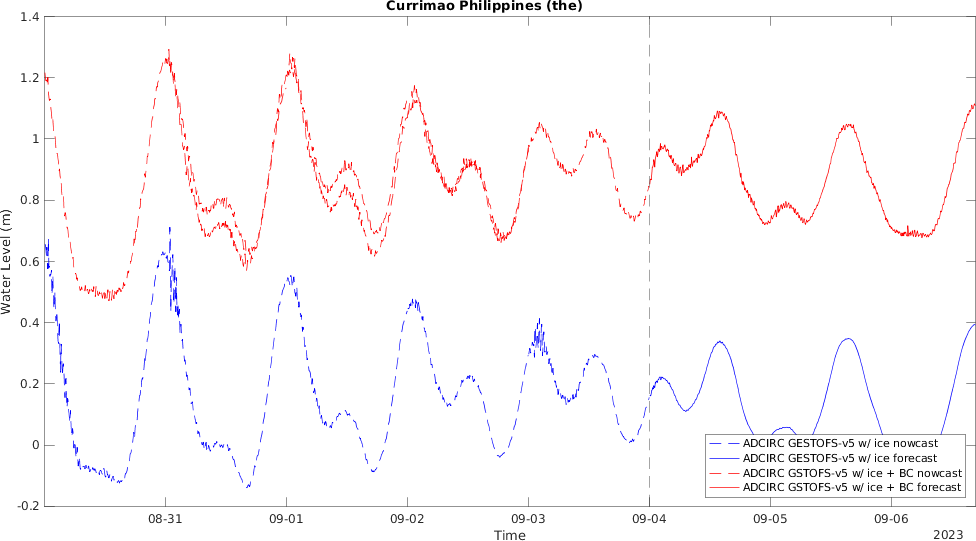 Currimao Philippines (the)
1.4
1.2
1
0.8
0.6
0.4
0.2
0
-0.2
Water Level (m)
ADCIRC GESTOFS-v5 w/ ice nowcast
ADCIRC GESTOFS-v5 w/ ice forecast
ADCIRC GSTOFS-v5 w/ ice + BC nowcast
ADCIRC GSTOFS-v5 w/ ice + BC forecast
08-31 09-01 09-02 09-03 09-04 09-05 09-06
Time
2023